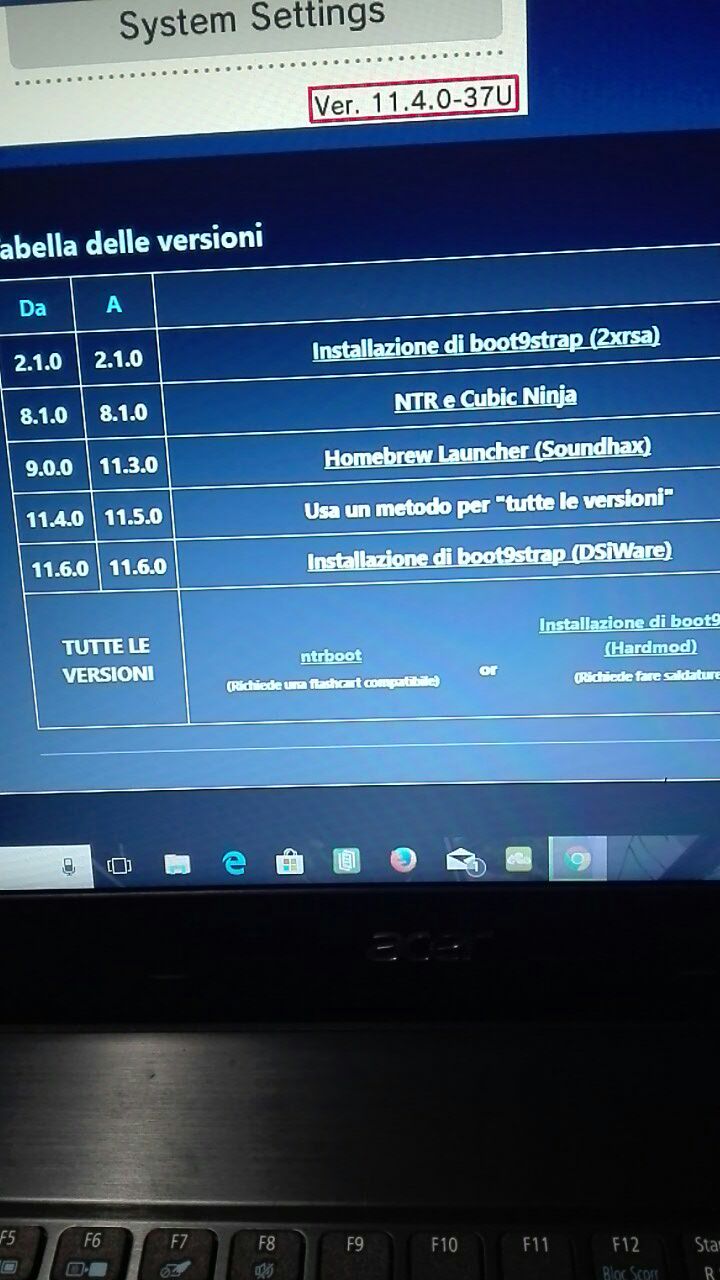 System Settings
Ver. 11.4.0-37U
abella delle versioni
Da A
2.1.0 2.1.0 Installazione di boot9strap (2xrsa)
8.1.0 8.1.0 NTR e Cubic Ninja
9.0.0 11.3.0 Homebrew Launcher (Soundhax)
11.4.0 11.5.0 Usa un metodo per "tutte le versioni"
11.6.0 11.6.0 Installazione di boot9strap (DSiWare)
TUTTE LE
VERSIONI
ntrboot
(Richiede una flashcart compatibile)
or
Installazione di boot9
(Hardmod)
(Richiede fare saldature
1
acer
F5 F6 F7 F8 F9 F10 F11 F12
Bloc Scorr